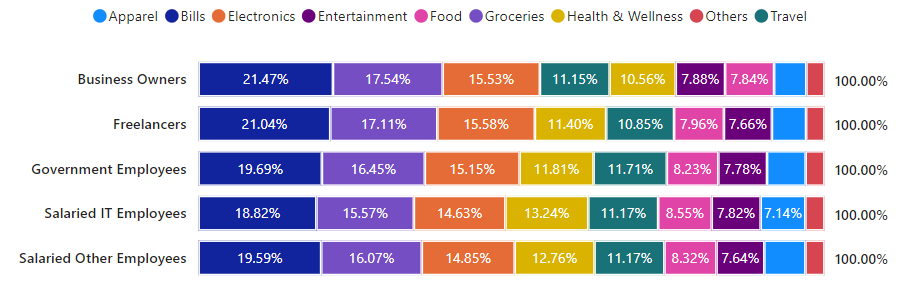 Apparel Bills Electronics Entertainment Food Groceries Health & Wellness Others Travel
Business Owners 21.47% 17.54% 15.53% 11.15% 10.56% 7.88% 7.84% 100.00%
Freelancers 21.04% 17.11% 15.58% 11.40% 10.85% 7.96% 7.66% 100.00%
Government Employees 19.69% 16.45% 15.15% 11.81% 11.71% 8.23% 7.78% 100.00%
Salaried IT Employees 18.82% 15.57% 14.63% 13.24% 11.17% 8.55% 7.82% 7.14% 100.00%
Salaried Other Employees 19.59% 16.07% 14.85% 12.76% 11.17% 8.32% 7.64% 100.00%